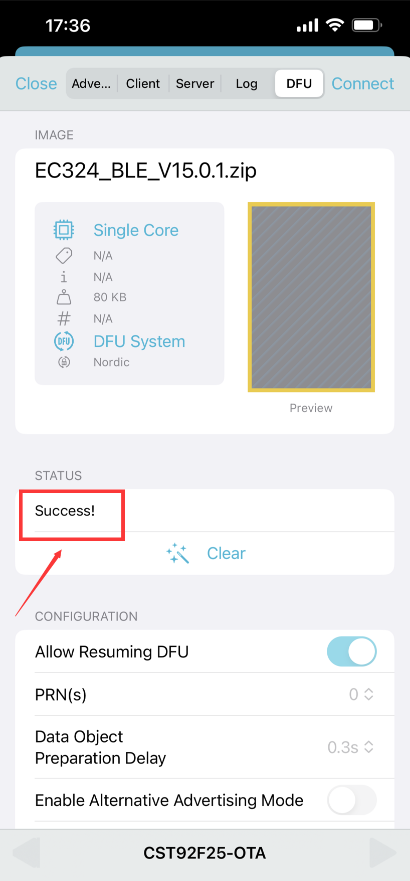 17:36
Close
Adve...
Client
Server
Log
DFU
Connect
IMAGE
EC324_BLE_V15.0.1.zip
Single Core
N/A
N/A
80 KB
N/A
DFU
DFU System
Nordic
Preview
STATUS
Success!
Clear
CONFIGURATION
Allow Resuming DFU
PRN(s)
0
Data Object
Preparation Delay
0.3s
Enable Alternative Advertising Mode
CST92F25-OTA